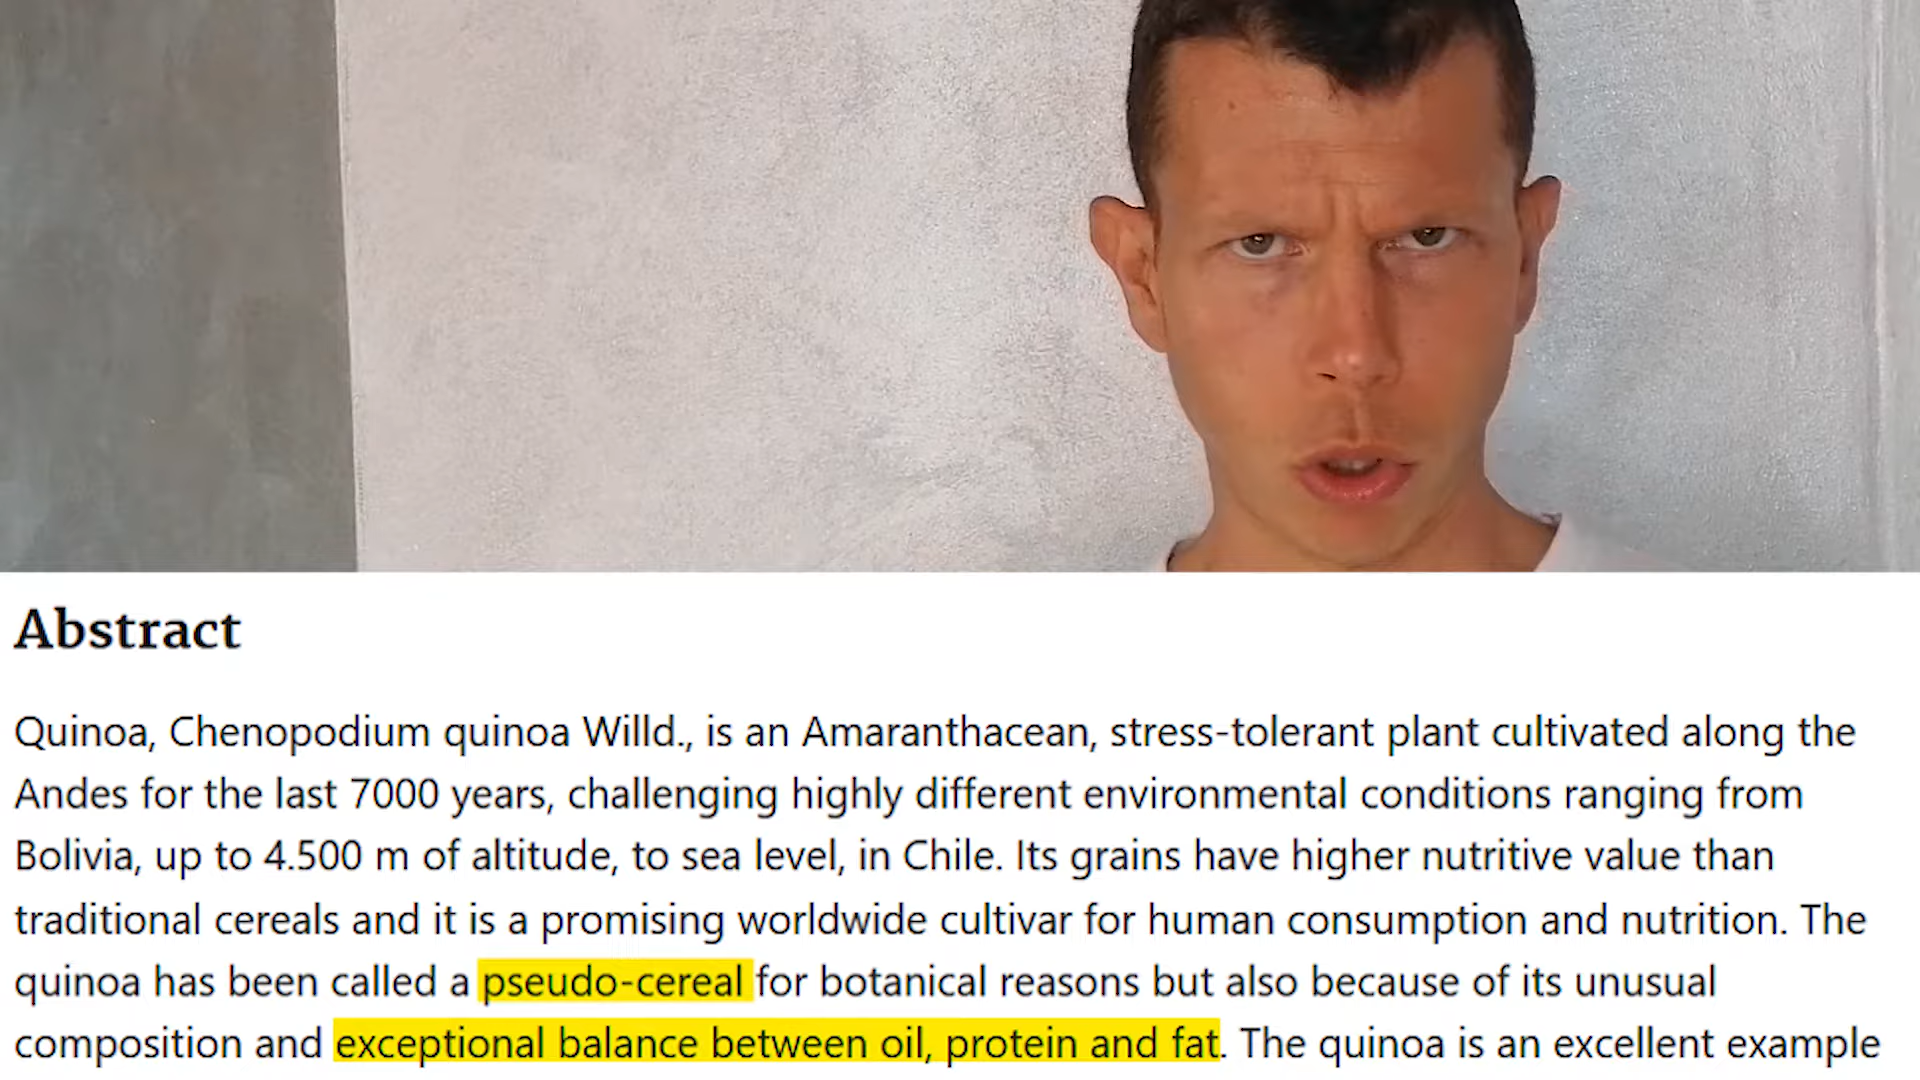 Abstract
Quinoa, Chenopodium quinoa Willd., is an Amaranthacean, stress-tolerant plant cultivated along the
Andes for the last 7000 years, challenging highly different environmental conditions ranging from
Bolivia, up to 4.500 m of altitude, to sea level, in Chile. Its grains have higher nutritive value than
traditional cereals and it is a promising worldwide cultivar for human consumption and nutrition. The
quinoa has been called a pseudo-cereal for botanical reasons but also because of its unusual
composition and exceptional balance between oil, protein and fat. The quinoa is an excellent example